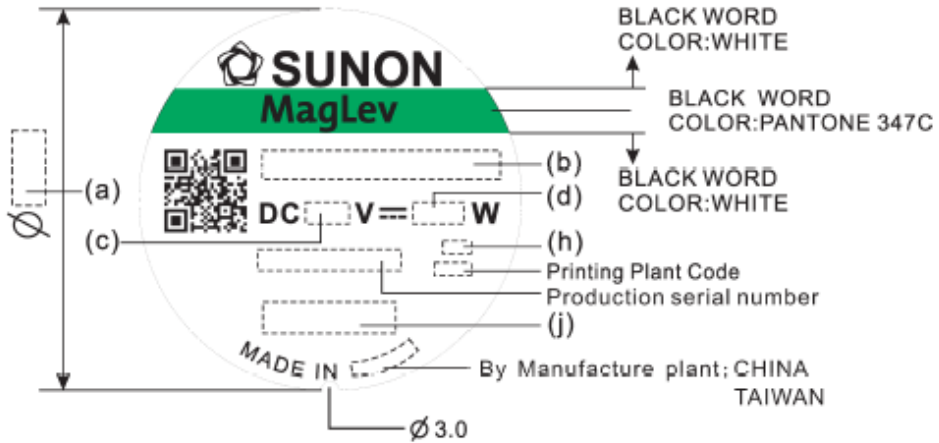 BLACK WORD
COLOR:WHITE
SUNON
MagLev
BLACK WORD
COLOR:PANTONE 347C
(b)
BLACK WORD
COLOR:WHITE
(a)
(d)
DC V W
(c)
(h)
Printing Plant Code
Production serial number
(j)
MADE IN
By Manufacture plant; CHINA
TAIWAN
Ø
Ø 3.0